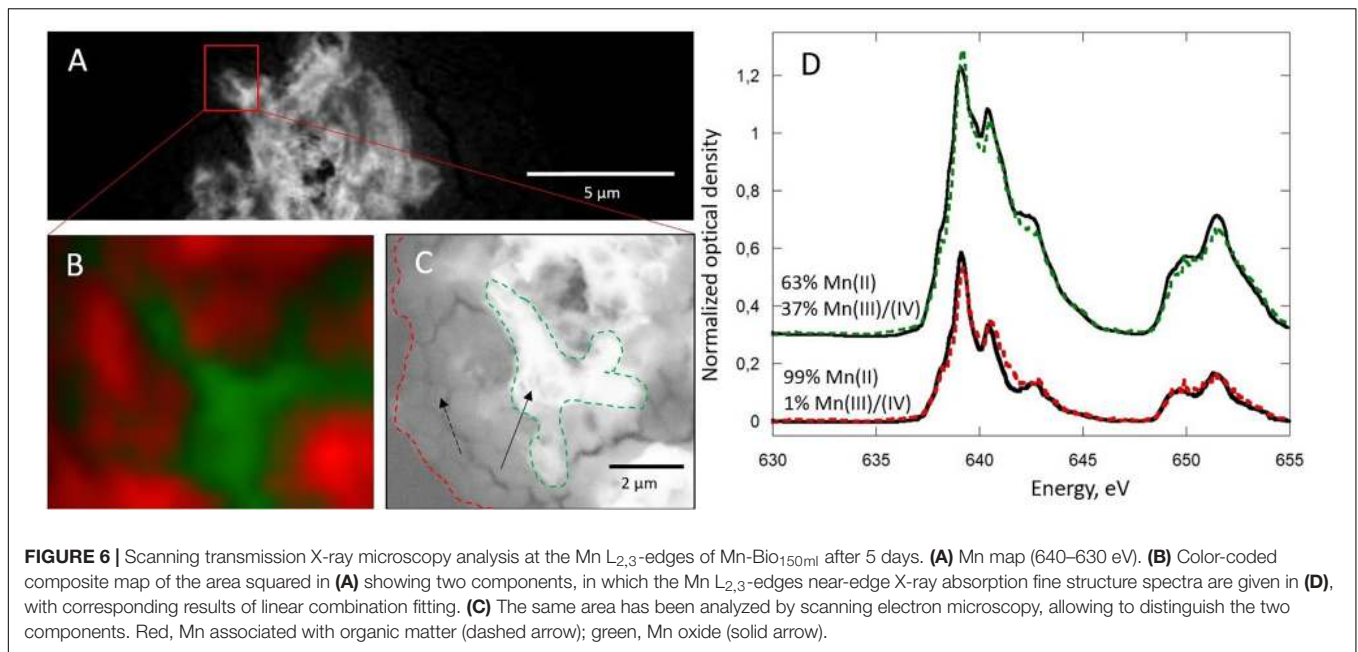 A
5 µm
B
C
2 µm
D
Normalized optical density
1,2
1
0,8
0,6
0,4
0,2
0
63% Mn(II)
37% Mn(III)/(IV)
99% Mn(II)
1% Mn(III)/(IV)
630 635 640 645 650 655
Energy, eV
FIGURE 6 | Scanning transmission X-ray microscopy analysis at the Mn L2,3-edges of Mn-Bio150ml after 5 days. (A) Mn map (640–630 eV). (B) Color-coded
composite map of the area squared in (A) showing two components, in which the Mn L2,3-edges near-edge X-ray absorption fine structure spectra are given in (D),
with corresponding results of linear combination fitting. (C) The same area has been analyzed by scanning electron microscopy, allowing to distinguish the two
components. Red, Mn associated with organic matter (dashed arrow); green, Mn oxide (solid arrow).